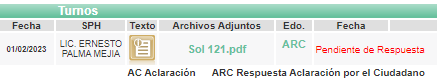 Turnos
Fecha SPH Texto Archivos Adjuntos Edo. Fecha
01/02/2023 LIC. ERNESTO PALMA MEJIA Sol 121.pdf ARC Pendiente de Respuesta
AC Aclaración ARC Respuesta Aclaración por el Ciudadano